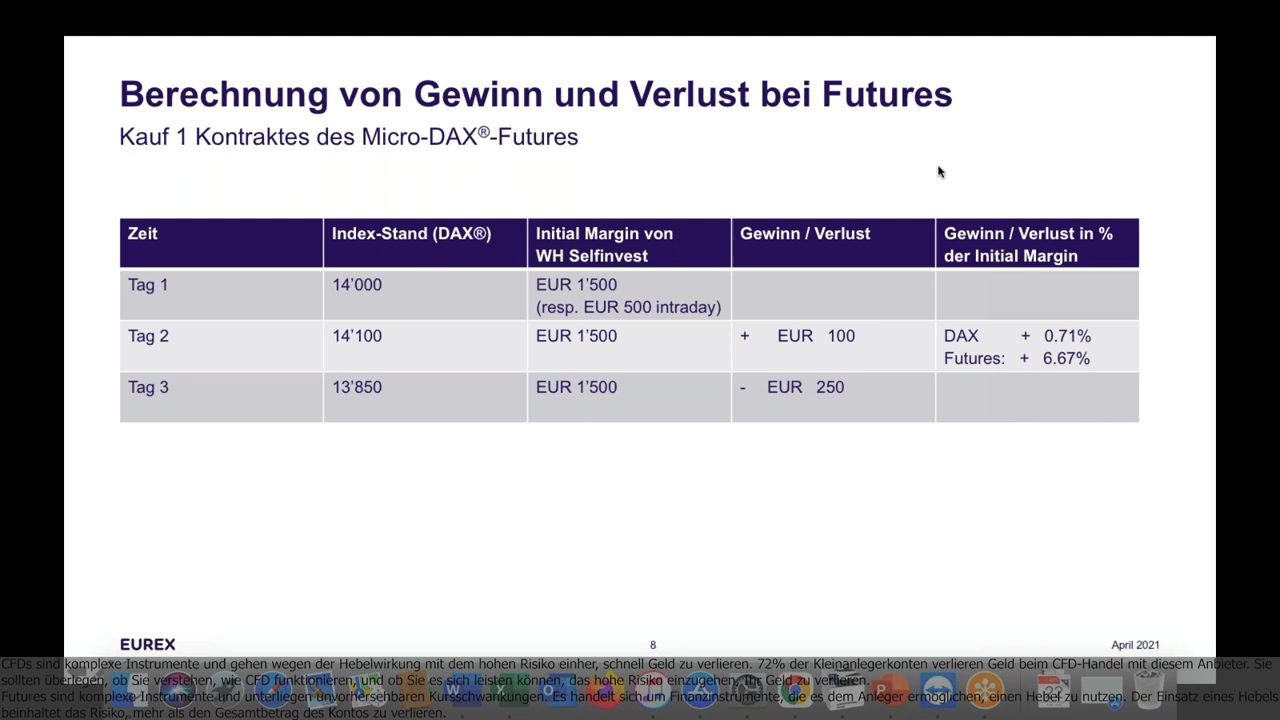 Berechnung von Gewinn und Verlust bei Futures
Kauf 1 Kontraktes des Micro-DAX®-Futures
Zeit
Index-Stand (DAX®)
Initial Margin von
WH Selfinvest
Gewinn / Verlust
Gewinn / Verlust in %
der Initial Margin
Tag 1
14’000
EUR 1’500
(resp. EUR 500 intraday)
Tag 2
14’100
EUR 1’500
+ EUR 100
DAX + 0.71%
Futures: + 6.67%
Tag 3
13’850
EUR 1’500
- EUR 250
EUREX
8
April 2021
CFDs sind komplexe Instrumente und gehen wegen der Hebelwirkung mit dem hohen Risiko einher, schnell Geld zu verlieren. 72% der Kleinanlegerkonten verlieren Geld beim CFD-Handel mit diesem Anbieter. Sie
sollten überlegen, ob Sie verstehen, wie CFD funktionieren, und ob Sie es sich leisten können, das hohe Risiko einzugehen, Ihr Geld zu verlieren.
Futures sind komplexe Instrumente und unterliegen unvorhersehbaren Kursschwankungen. Es handelt sich um Finanzinstrumente, die es dem Anleger ermöglichen, einen Hebel zu nutzen. Der Einsatz eines Hebels
beinhaltet das Risiko, mehr als den Gesamtbetrag des Kontos zu verlieren.